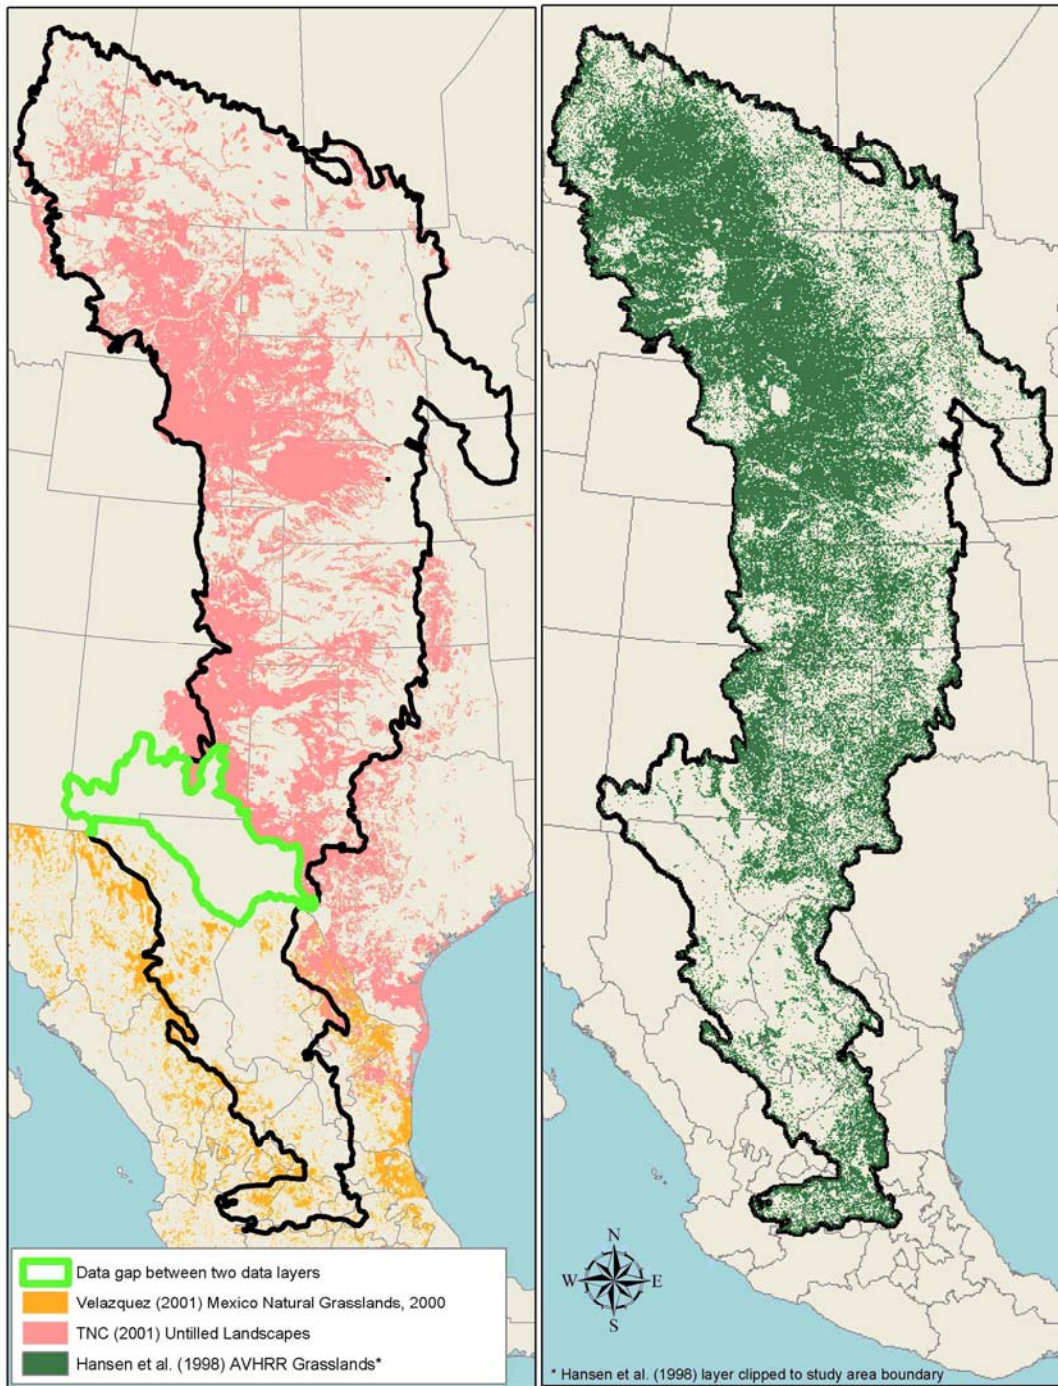 Data gap between two data layers
Velazquez (2001) Mexico Natural Grasslands, 2000
TNC (2001) Untilled Landscapes
Hansen et al. (1998) AVHRR Grasslands*
N
W E
S
* Hansen et al. (1998) layer clipped to study area boundary